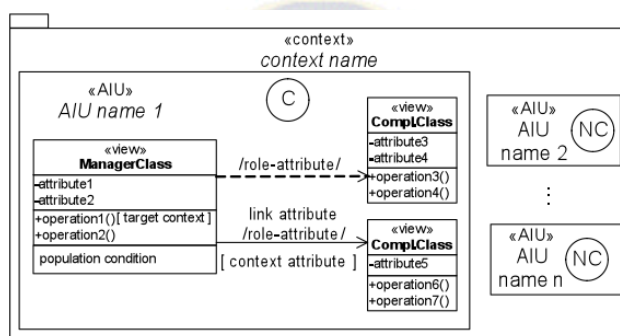 «context»
context name
«AIU»
AIU name 1
C
«view»
ManagerClass
-attribute1
-attribute2
+operation1()[ target context ]
+operation2()
population condition
/role-attribute/
link attribute
/role-attribute/
[ context attribute ]
«view»
Compl.Class
-attribute3
-attribute4
+operation3()
+operation4()
«view»
Compl.Class
-attribute5
+operation6()
+operation7()
«AIU»
AIU
name 2
NC
⋮
«AIU»
AIU
name n
NC